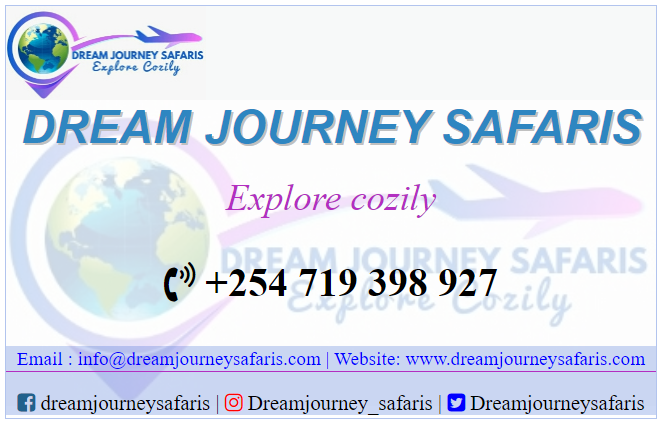 DREAM JOURNEY SAFARIS
Explore Cozily
DREAM JOURNEY SAFARIS
Explore cozily
DREAM JOURNEY SAFARIS
Explore Cozily
+254 719 398 927
Email : info@dreamjourneysafaris.com | Website: www.dreamjourneysafaris.com
dreamjourneysafaris | Dreamjourney_safaris | Dreamjourneysafaris